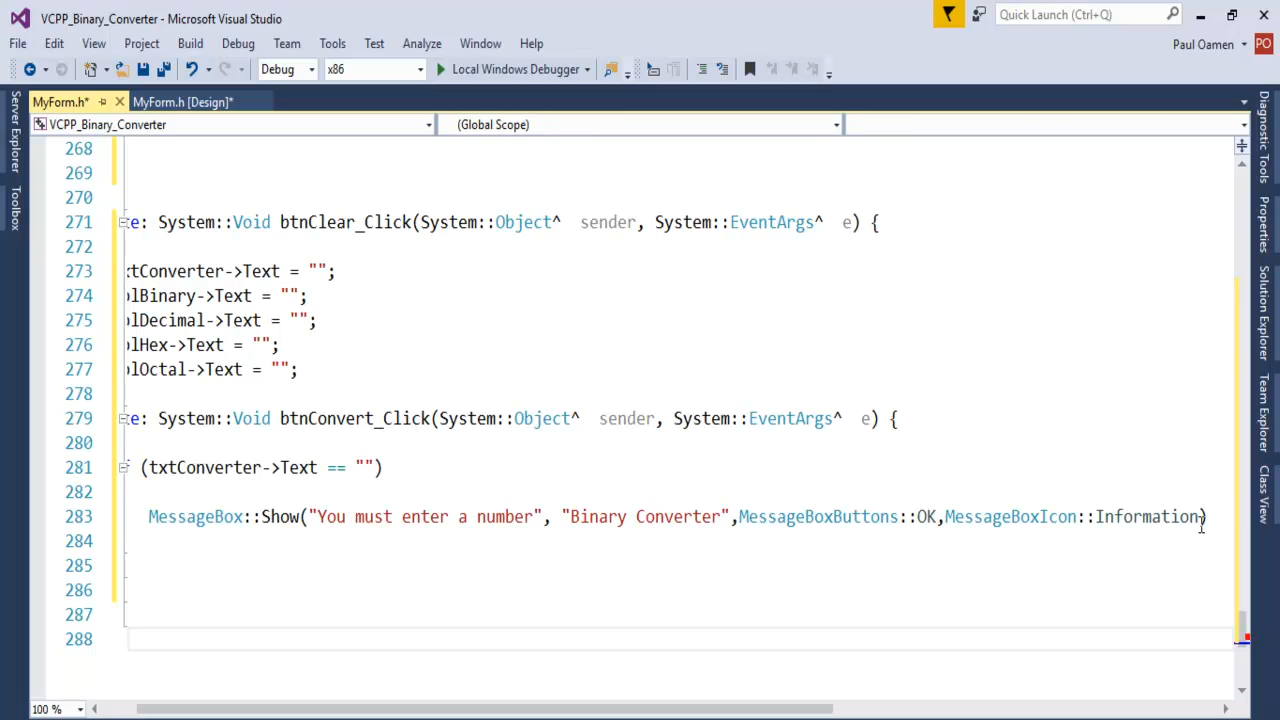 VCPP_Binary_Converter - Microsoft Visual Studio
Quick Launch (Ctrl+Q)
File Edit View Project Build Debug Team Tools Test Analyze Window Help
Paul Oamen PO
Debug x86 Local Windows Debugger
MyForm.h* MyForm.h [Design]*
VCPP_Binary_Converter (Global Scope)
Server Explorer
Toolbox
268
269
270
271 e: System::Void btnClear_Click(System::Object^ sender, System::EventArgs^ e) {
272
273 txtConverter->Text = "";
274 lBinary->Text = "";
275 lDecimal->Text = "";
276 lHex->Text = "";
277 lOctal->Text = "";
278
279 e: System::Void btnConvert_Click(System::Object^ sender, System::EventArgs^ e) {
280
281 (txtConverter->Text == "")
282
283 MessageBox::Show("You must enter a number", "Binary Converter",MessageBoxButtons::OK,MessageBoxIcon::Information)
284
285
286
287
288
100 %
Diagnostic Tools
Properties
Solution Explorer
Team Explorer
Class View